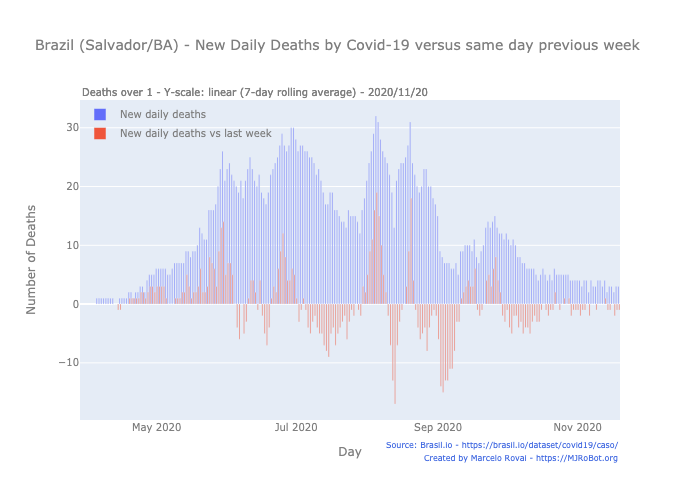 Brazil (Salvador/BA) - New Daily Deaths by Covid-19 versus same day previous week
Deaths over 1 - Y-scale: linear (7-day rolling average) - 2020/11/20
New daily deaths
New daily deaths vs last week
Number of Deaths
30
20
10
0
−10
May 2020
Jul 2020
Sep 2020
Nov 2020
Day
Source: Brasil.io - https://brasil.io/dataset/covid19/caso/
Created by Marcelo Rovai - https://MJRoBot.org